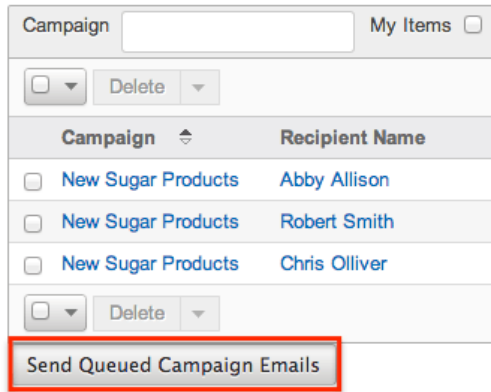 Campaign My Items
Delete
Campaign Recipient Name
New Sugar Products Abby Allison
New Sugar Products Robert Smith
New Sugar Products Chris Olliver
Delete
Send Queued Campaign Emails